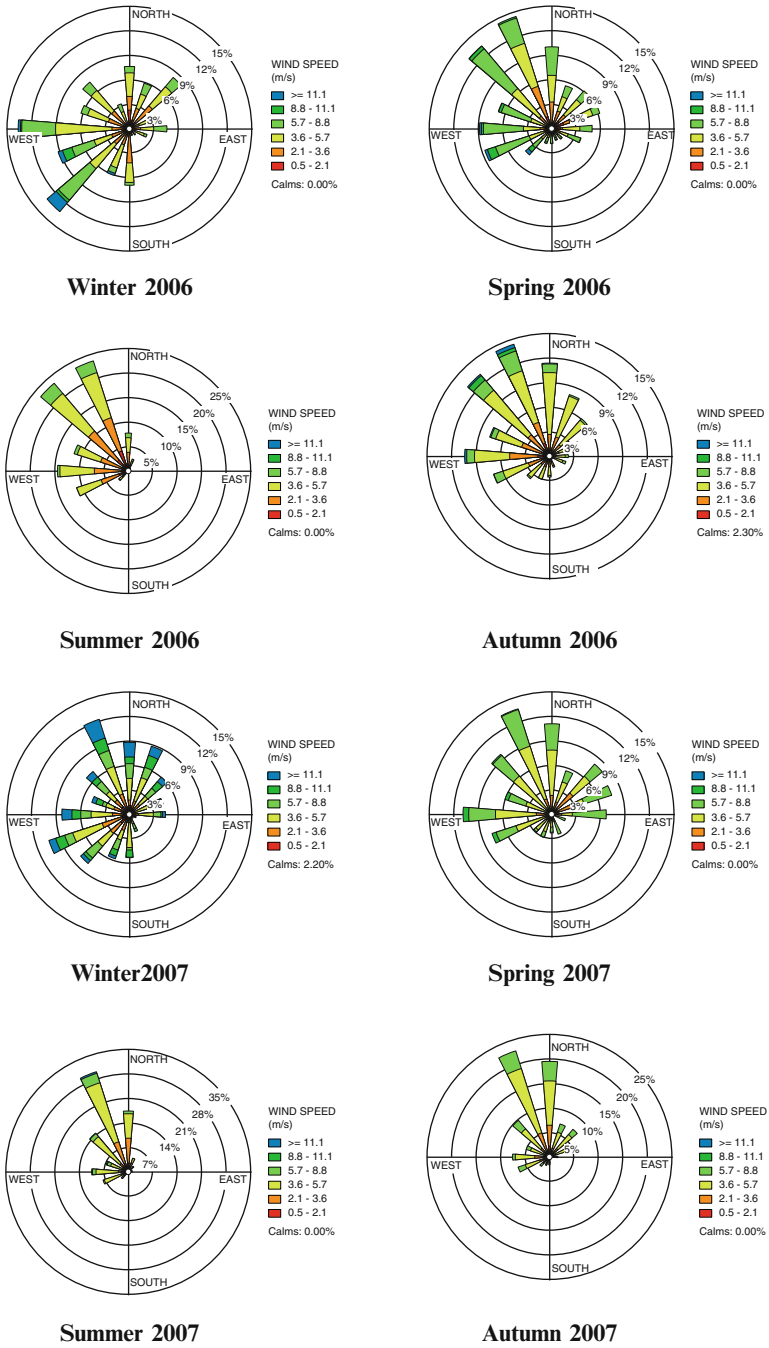 NORTH
15%
12%
9%
6%
3%
WEST
EAST
SOUTH
WIND SPEED
(m/s)
>= 11.1
8.8 - 11.1
5.7 - 8.8
3.6 - 5.7
2.1 - 3.6
0.5 - 2.1
Calms: 0.00%
Winter 2006
NORTH
15%
12%
9%
6%
3%
WEST
EAST
SOUTH
WIND SPEED
(m/s)
>= 11.1
8.8 - 11.1
5.7 - 8.8
3.6 - 5.7
2.1 - 3.6
0.5 - 2.1
Calms: 0.00%
Spring 2006
NORTH
25%
20%
15%
10%
5%
WEST
EAST
SOUTH
WIND SPEED
(m/s)
>= 11.1
8.8 - 11.1
5.7 - 8.8
3.6 - 5.7
2.1 - 3.6
0.5 - 2.1
Calms: 0.00%
Summer 2006
NORTH
15%
12%
9%
6%
3%
WEST
EAST
SOUTH
WIND SPEED
(m/s)
>= 11.1
8.8 - 11.1
5.7 - 8.8
3.6 - 5.7
2.1 - 3.6
0.5 - 2.1
Calms: 2.30%
Autumn 2006
NORTH
15%
12%
9%
6%
3%
WEST
EAST
SOUTH
WIND SPEED
(m/s)
>= 11.1
8.8 - 11.1
5.7 - 8.8
3.6 - 5.7
2.1 - 3.6
0.5 - 2.1
Calms: 2.20%
Winter2007
NORTH
15%
12%
9%
6%
3%
WEST
EAST
SOUTH
WIND SPEED
(m/s)
>= 11.1
8.8 - 11.1
5.7 - 8.8
3.6 - 5.7
2.1 - 3.6
0.5 - 2.1
Calms: 0.00%
Spring 2007
NORTH
35%
28%
21%
14%
7%
WEST
EAST
SOUTH
WIND SPEED
(m/s)
>= 11.1
8.8 - 11.1
5.7 - 8.8
3.6 - 5.7
2.1 - 3.6
0.5 - 2.1
Calms: 0.00%
Summer 2007
NORTH
25%
20%
15%
10%
5%
WEST
EAST
SOUTH
WIND SPEED
(m/s)
>= 11.1
8.8 - 11.1
5.7 - 8.8
3.6 - 5.7
2.1 - 3.6
0.5 - 2.1
Calms: 0.00%
Autumn 2007